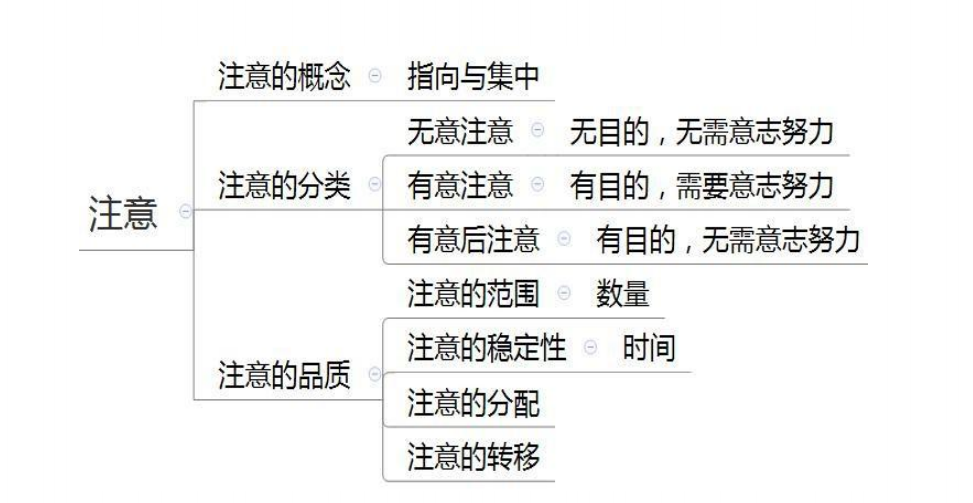 注意
注意的概念 指向与集中
注意的分类
无意注意 无目的，无需意志努力
有意注意 有目的，需要意志努力
有意后注意 有目的，无需意志努力
注意的品质
注意的范围 数量
注意的稳定性 时间
注意的分配
注意的转移